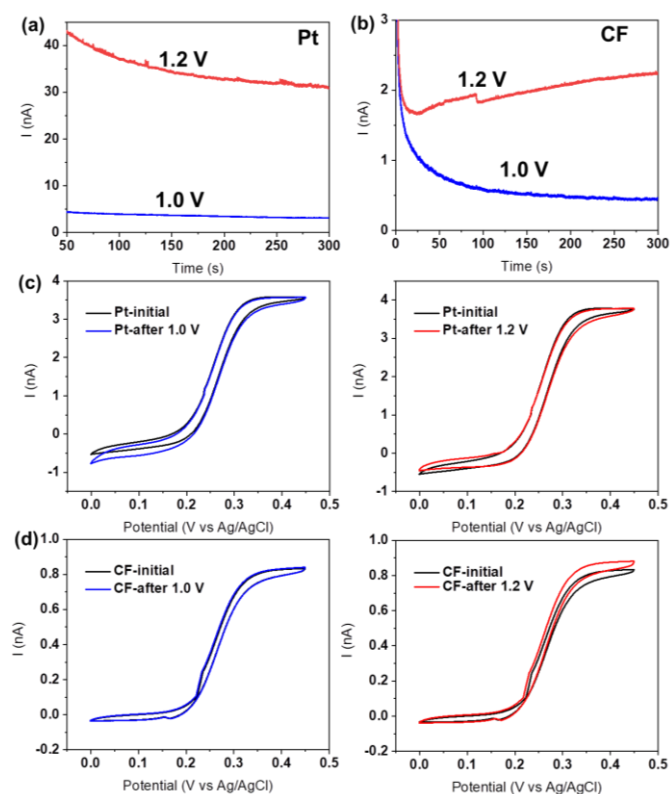 (a)
Pt
1.2 V
1.0 V
I (nA)
0
10
20
30
40
50
100
150
200
250
300
Time (s)
(b)
CF
1.2 V
1.0 V
I (nA)
0
1
2
3
0
50
100
150
200
250
300
Time (s)
(c)
Pt-initial
Pt-after 1.0 V
I (nA)
-1
0
1
2
3
4
0.0
0.1
0.2
0.3
0.4
0.5
Potential (V vs Ag/AgCl)
Pt-initial
Pt-after 1.2 V
I (nA)
-1
0
1
2
3
4
5
0.0
0.1
0.2
0.3
0.4
0.5
Potential (V vs Ag/AgCl)
(d)
CF-initial
CF-after 1.0 V
I (nA)
-0.2
0.0
0.2
0.4
0.6
0.8
1.0
0.0
0.1
0.2
0.3
0.4
0.5
Potential (V vs Ag/AgCl)
CF-initial
CF-after 1.2 V
I (nA)
-0.2
0.0
0.2
0.4
0.6
0.8
1.0
0.0
0.1
0.2
0.3
0.4
0.5
Potential (V vs Ag/AgCl)